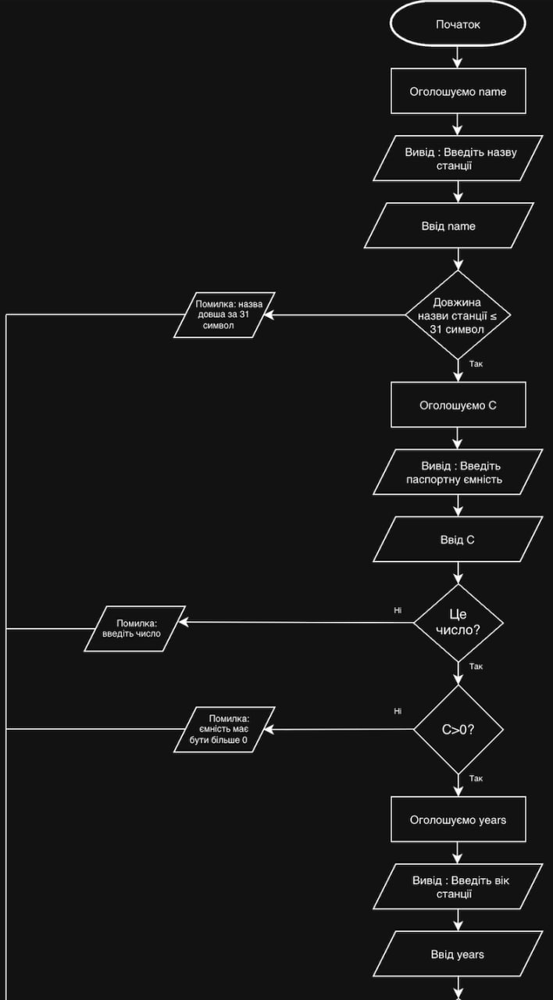 Початок
Оголошуємо name
Вивід : Введіть назву
станції
Ввід name
Довжина
назви станції ≤
31 символ
Помилка: назва
довша за 31
символ
Так
Оголошуємо C
Вивід : Введіть
паспортну ємність
Ввід C
Це
число?
Ні
Помилка:
введіть число
Так
C>0?
Ні
Помилка:
ємність має
бути більше 0
Так
Оголошуємо years
Вивід : Введіть вік
станції
Ввід years